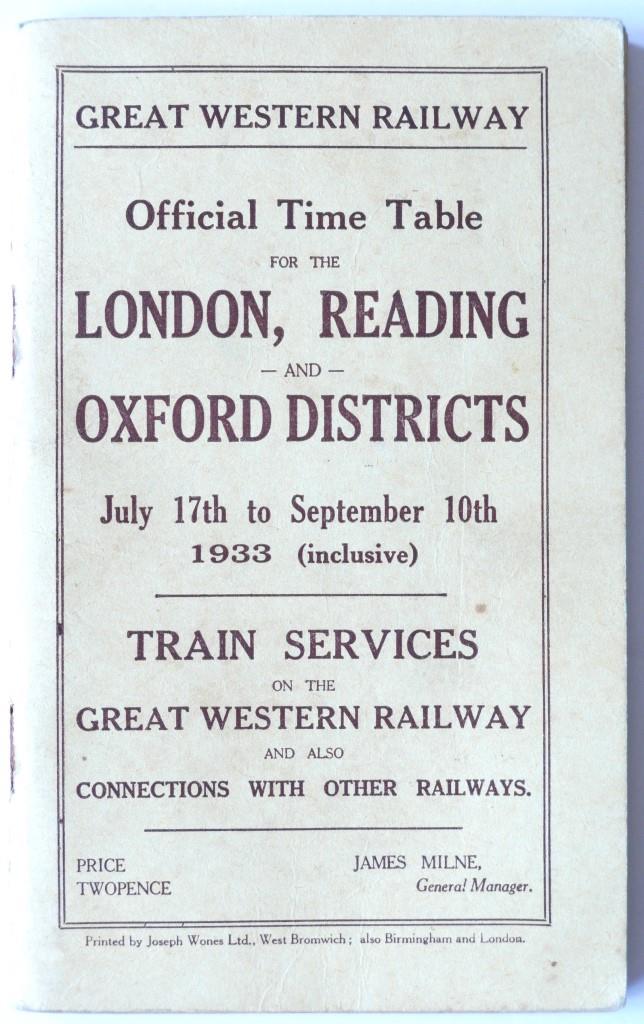 GREAT WESTERN RAILWAY
Official Time Table
FOR THE
LONDON, READING
— AND —
OXFORD DISTRICTS
July 17th to September 10th
1933 (inclusive)
TRAIN SERVICES
ON THE
GREAT WESTERN RAILWAY
AND ALSO
CONNECTIONS WITH OTHER RAILWAYS.
PRICE JAMES MILNE,
TWOPENCE General Manager.
Printed by Joseph Wones Ltd., West Bromwich; also Birmingham and London.